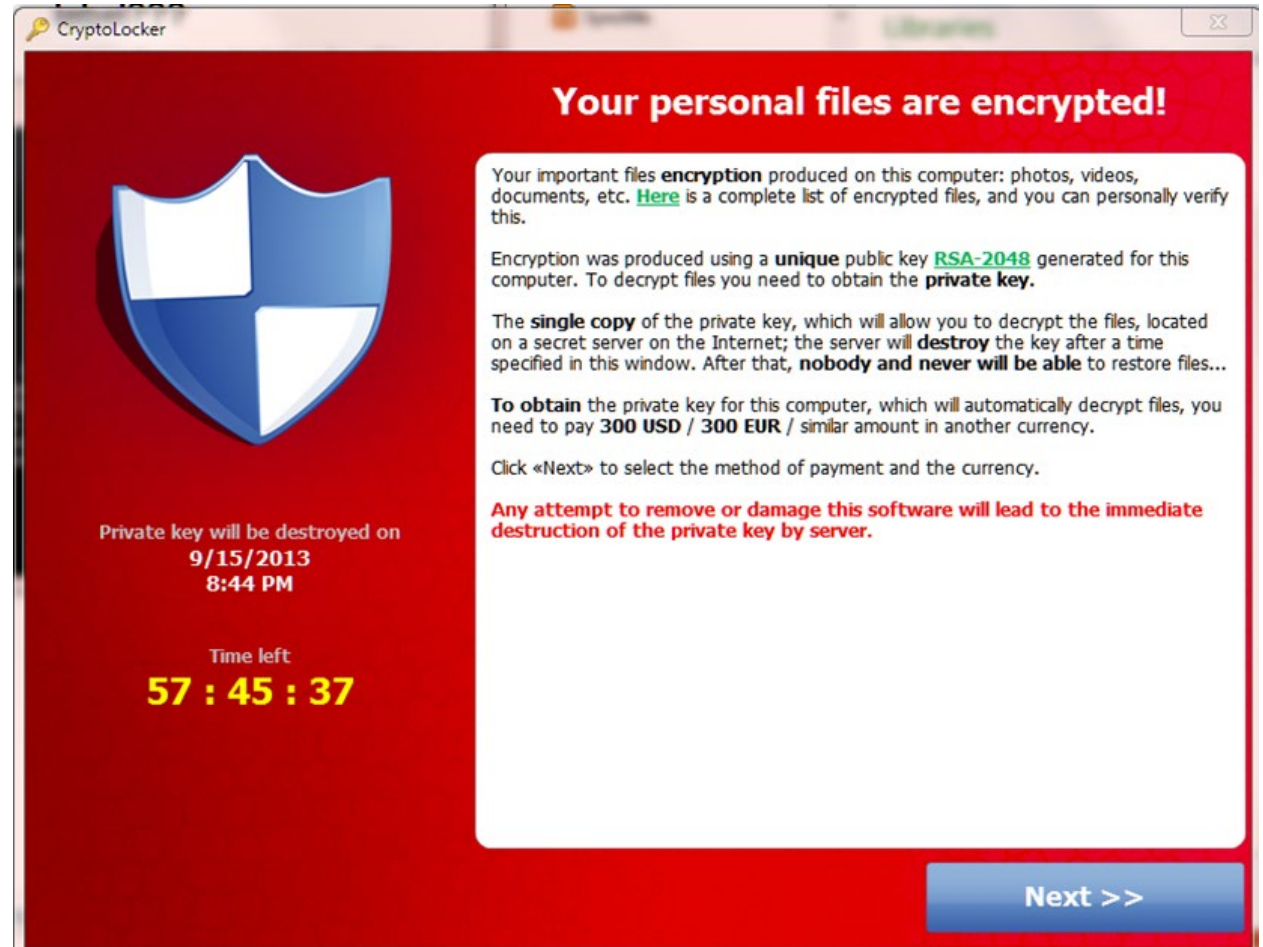 CryptoLocker
Your personal files are encrypted!
Your important files encryption produced on this computer: photos, videos,
documents, etc. Here is a complete list of encrypted files, and you can personally verify
this.
Encryption was produced using a unique public key RSA-2048 generated for this
computer. To decrypt files you need to obtain the private key.
The single copy of the private key, which will allow you to decrypt the files, located
on a secret server on the Internet; the server will destroy the key after a time
specified in this window. After that, nobody and never will be able to restore files...
To obtain the private key for this computer, which will automatically decrypt files, you
need to pay 300 USD / 300 EUR / similar amount in another currency.
Click «Next» to select the method of payment and the currency.
Any attempt to remove or damage this software will lead to the immediate
destruction of the private key by server.
Private key will be destroyed on
9/15/2013
8:44 PM
Time left
57 : 45 : 37
Next >>
Libraries